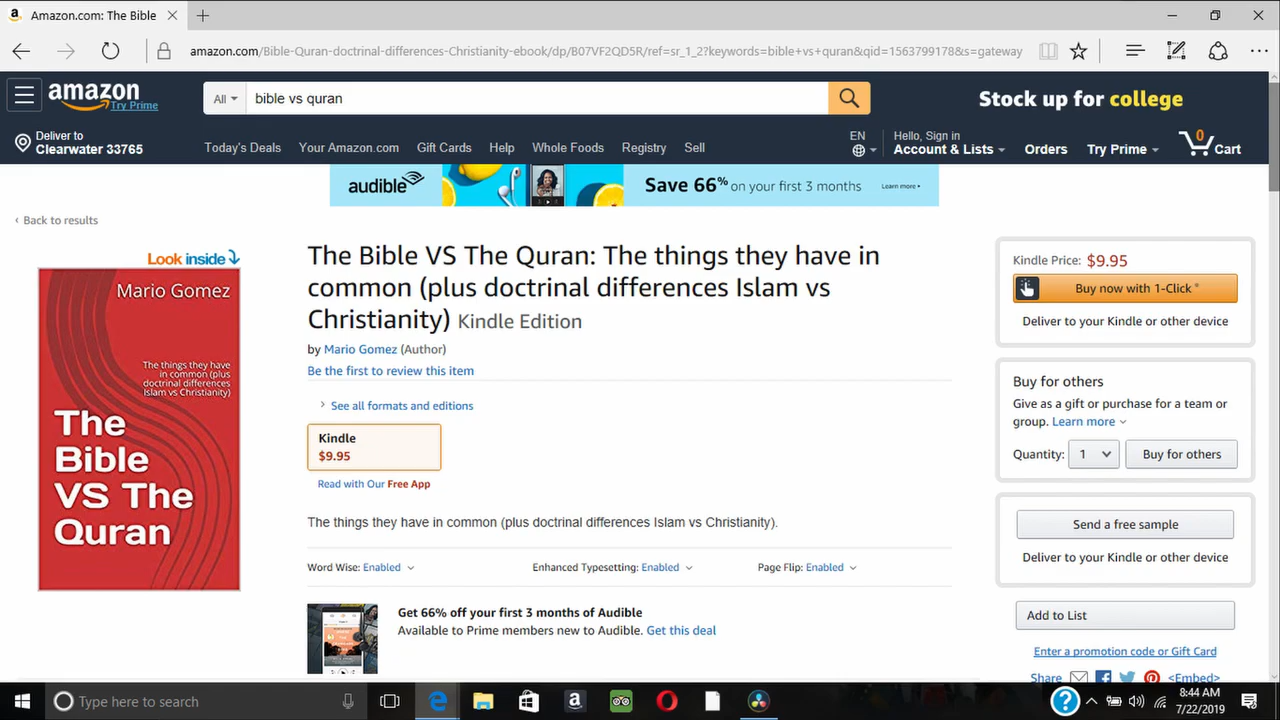 Amazon.com: The Bible
amazon.com/Bible-Quran-doctrinal-differences-Christianity-ebook/dp/B07VF2QD5R/ref=sr_1_2?keywords=bible+vs+quran&qid=1563799178&s=gateway
amazon
Try Prime
All
bible vs quran
Stock up for college
Deliver to
Clearwater 33765
Today's Deals
Your Amazon.com
Gift Cards
Help
Whole Foods
Registry
Sell
EN
Hello, Sign in
Account & Lists
Orders
Try Prime
0
Cart
audible
Save 66% on your first 3 months
Learn more
Back to results
Look inside
Mario Gomez
The things they have
in common (plus
doctrinal differences
Islam vs Christianity)
The
Bible
VS The
Quran
The Bible VS The Quran: The things they have in
common (plus doctrinal differences Islam vs
Christianity) Kindle Edition
by Mario Gomez (Author)
Be the first to review this item
See all formats and editions
Kindle
$9.95
Read with Our Free App
The things they have in common (plus doctrinal differences Islam vs Christianity).
Word Wise: Enabled
Enhanced Typesetting: Enabled
Page Flip: Enabled
Get 66% off your first 3 months of Audible
Available to Prime members new to Audible. Get this deal
Kindle Price: $9.95
Buy now with 1-Click ®
Deliver to your Kindle or other device
Buy for others
Give as a gift or purchase for a team or
group. Learn more
Quantity: 1
Buy for others
Send a free sample
Deliver to your Kindle or other device
Add to List
Enter a promotion code or Gift Card
Share
<Embed>
Type here to search
8:44 AM
7/22/2019